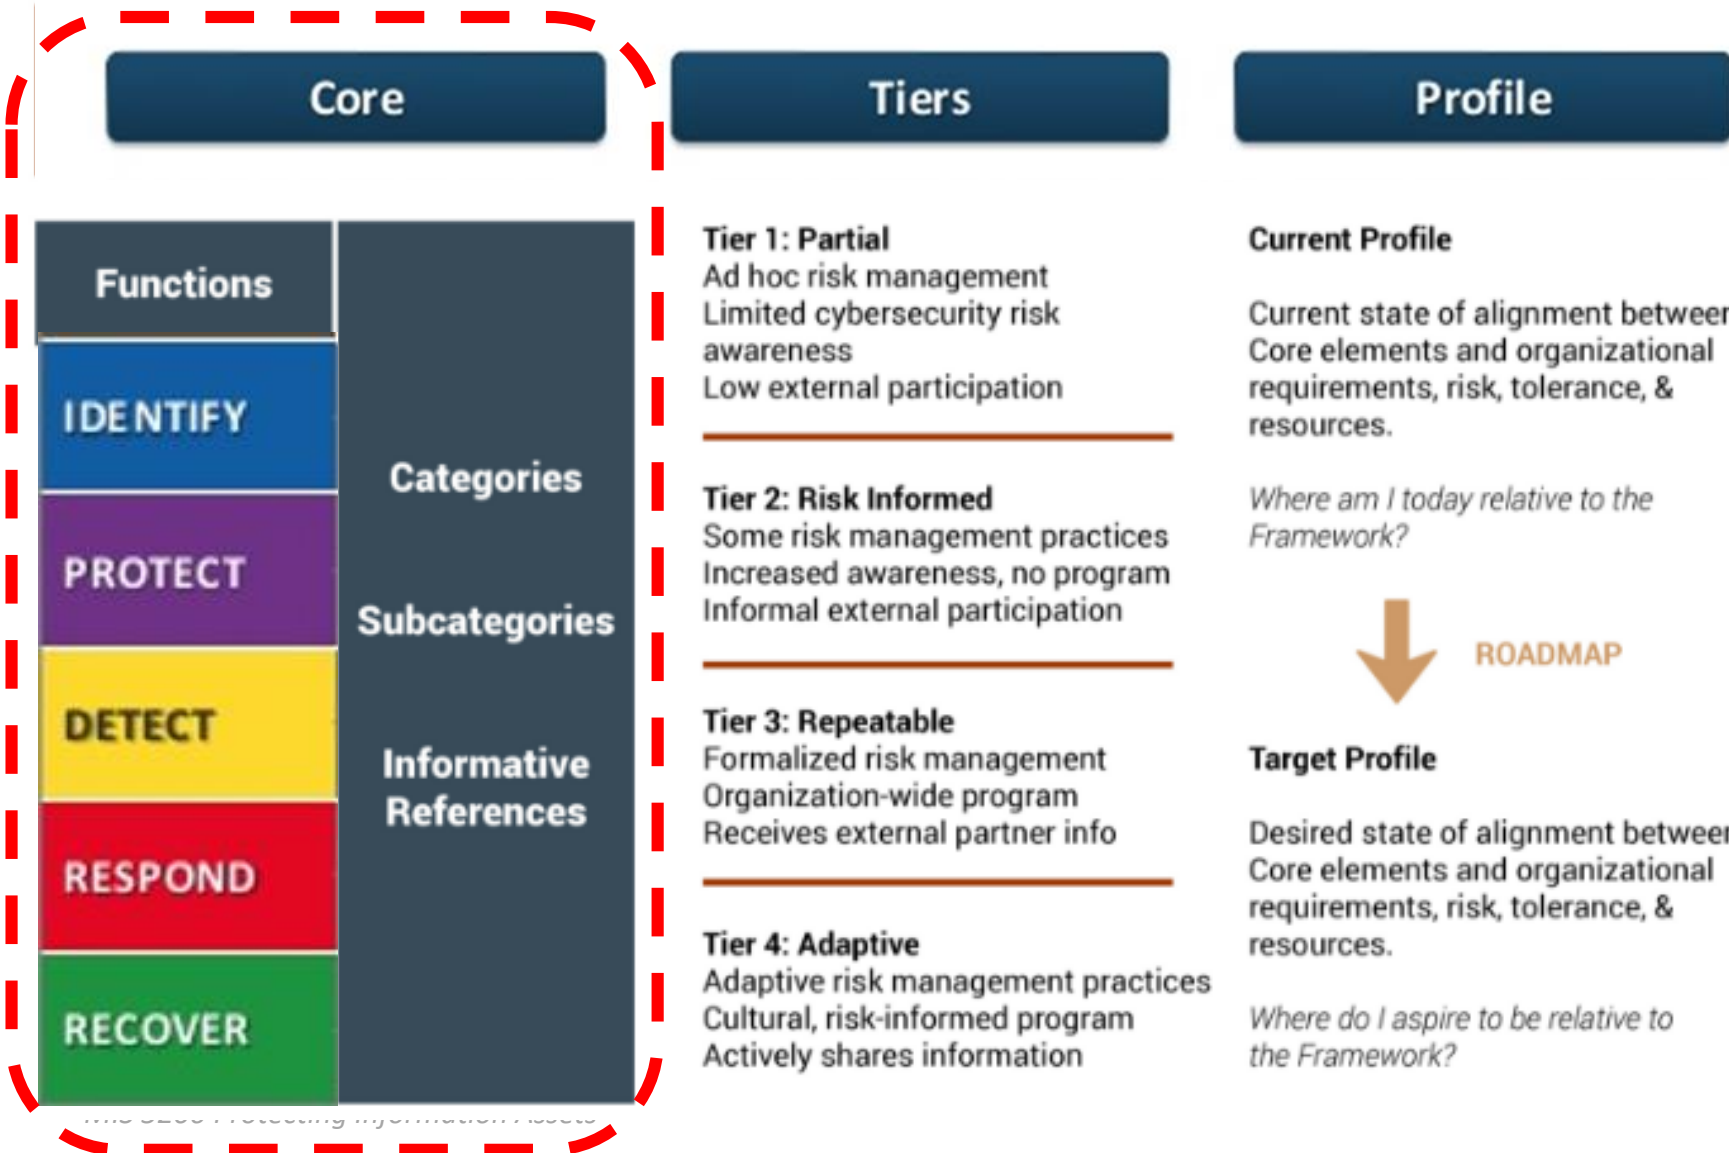 Core
Functions
IDENTIFY
PROTECT
DETECT
RESPOND
RECOVER
Categories
Subcategories
Informative
References
Tiers
Tier 1: Partial
Ad hoc risk management
Limited cybersecurity risk
awareness
Low external participation
Tier 2: Risk Informed
Some risk management practices
Increased awareness, no program
Informal external participation
Tier 3: Repeatable
Formalized risk management
Organization-wide program
Receives external partner info
Tier 4: Adaptive
Adaptive risk management practices
Cultural, risk-informed program
Actively shares information
Profile
Current Profile
Current state of alignment between
Core elements and organizational
requirements, risk, tolerance, &
resources.
Where am I today relative to the
Framework?
ROADMAP
Target Profile
Desired state of alignment between
Core elements and organizational
requirements, risk, tolerance, &
resources.
Where do I aspire to be relative to
the Framework?
Protecting Information Assets